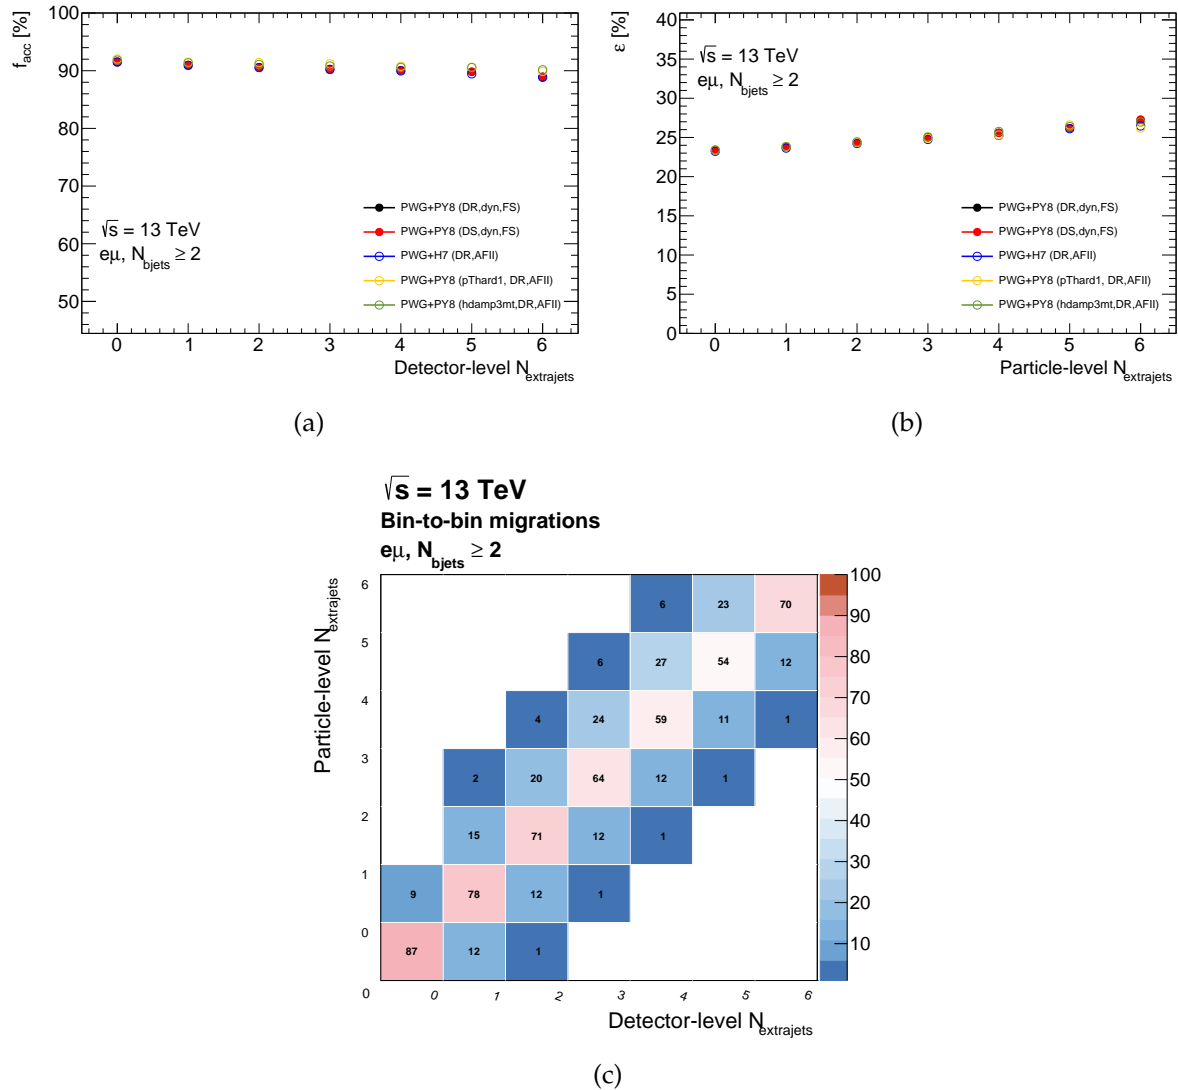 f_acc [%]
100
90
80
70
60
50
√s = 13 TeV
eμ, N_bjets ≥ 2
PWG+PY8 (DR,dyn,FS)
PWG+PY8 (DS,dyn,FS)
PWG+H7 (DR,AFII)
PWG+PY8 (pThard1, DR,AFII)
PWG+PY8 (hdamp3mt,DR,AFII)
0 1 2 3 4 5 6
Detector-level N_extrajets
(a)
ε [%]
40
35
30
25
20
15
10
5
0
√s = 13 TeV
eμ, N_bjets ≥ 2
PWG+PY8 (DR,dyn,FS)
PWG+PY8 (DS,dyn,FS)
PWG+H7 (DR,AFII)
PWG+PY8 (pThard1, DR,AFII)
PWG+PY8 (hdamp3mt,DR,AFII)
0 1 2 3 4 5 6
Particle-level N_extrajets
(b)
√s = 13 TeV
Bin-to-bin migrations
eμ, N_bjets ≥ 2
Particle-level N_extrajets
6
5
4
3
2
1
0
6 23 70
6 27 54 12
4 24 59 11 1
2 20 64 12 1
15 71 12 1
9 78 12 1
87 12 1
0 0 1 2 3 4 5 6
Detector-level N_extrajets
100
90
80
70
60
50
40
30
20
10
(c)